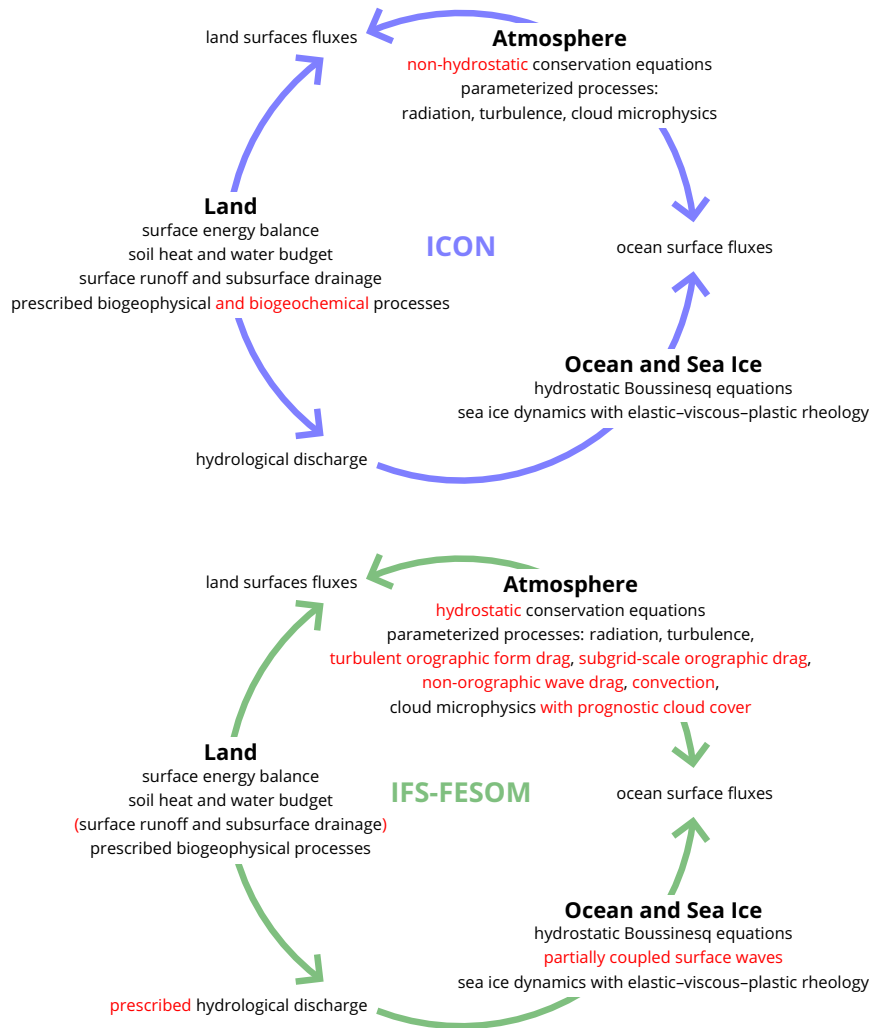 land surfaces fluxes
Atmosphere
non-hydrostatic conservation equations
parameterized processes:
radiation, turbulence, cloud microphysics
Land
surface energy balance
soil heat and water budget
surface runoff and subsurface drainage
prescribed biogeophysical and biogeochemical processes
ICON
ocean surface fluxes
Ocean and Sea Ice
hydrostatic Boussinesq equations
sea ice dynamics with elastic–viscous–plastic rheology
hydrological discharge
land surfaces fluxes
Atmosphere
hydrostatic conservation equations
parameterized processes: radiation, turbulence,
turbulent orographic form drag, subgrid-scale orographic drag,
non-orographic wave drag, convection,
cloud microphysics with prognostic cloud cover
Land
surface energy balance
soil heat and water budget
(surface runoff and subsurface drainage)
prescribed biogeophysical processes
IFS-FESOM
ocean surface fluxes
Ocean and Sea Ice
hydrostatic Boussinesq equations
partially coupled surface waves
sea ice dynamics with elastic–viscous–plastic rheology
prescribed hydrological discharge